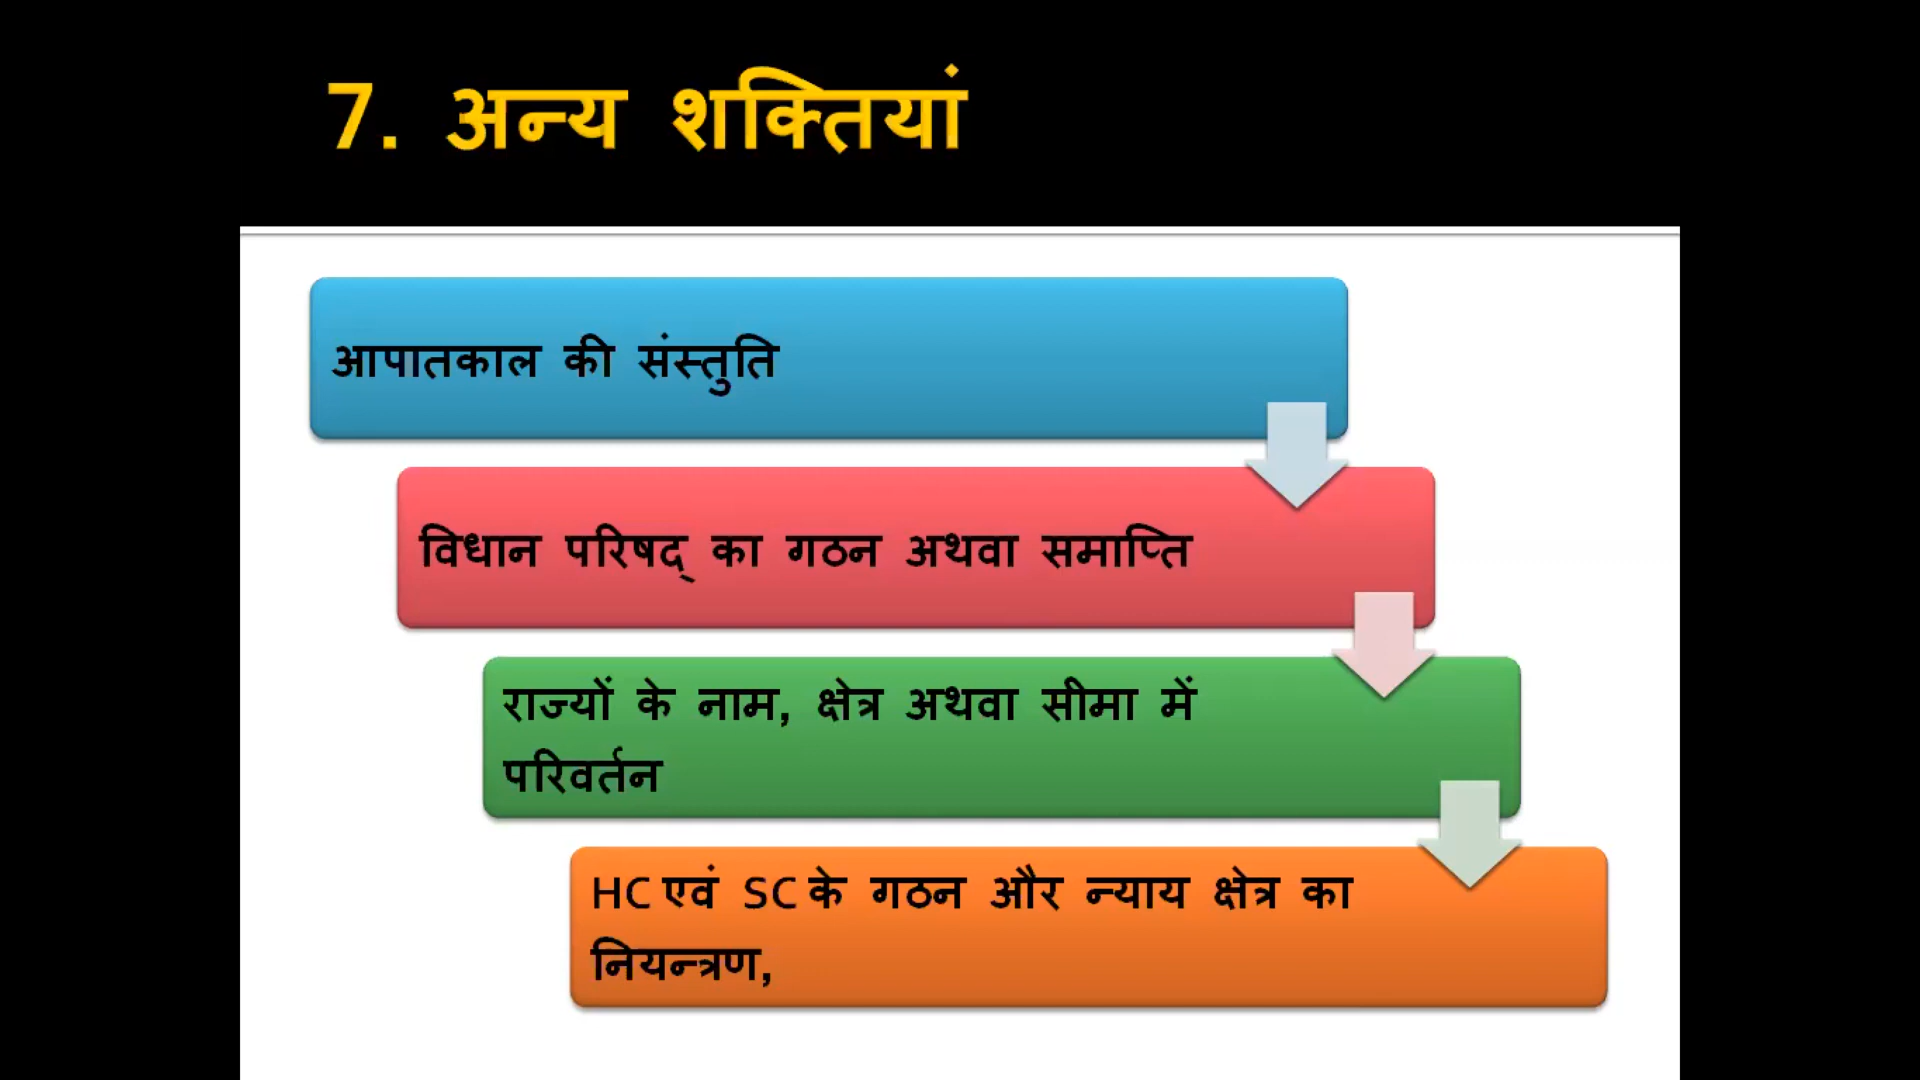 7. अन्य शक्तियां
आपातकाल की संस्तुति
विधान परिषद् का गठन अथवा समाप्ति
राज्यों के नाम, क्षेत्र अथवा सीमा में
परिवर्तन
HC एवं SC के गठन और न्याय क्षेत्र का
नियन्त्रण,